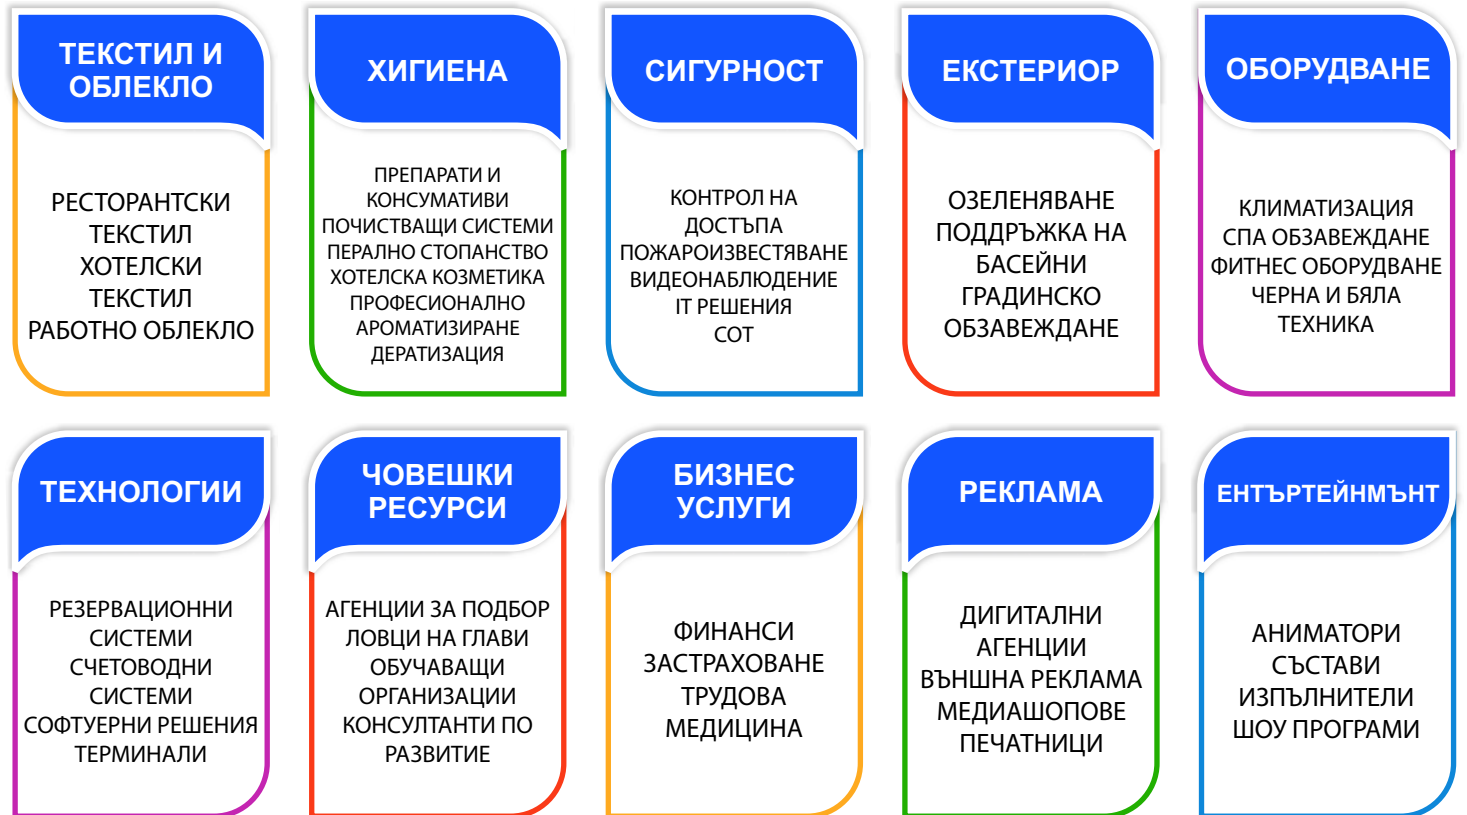 ТЕКСТИЛ И
ОБЛЕКЛО
РЕСТОРАНТСКИ
ТЕКСТИЛ
ХОТЕЛСКИ
ТЕКСТИЛ
РАБОТНО ОБЛЕКЛО
ХИГИЕНА
ПРЕПАРАТИ И
КОНСУМАТИВИ
ПОЧИСТВАЩИ СИСТЕМИ
ПЕРАЛНО СТОПАНСТВО
ХОТЕЛСКА КОЗМЕТИКА
ПРОФЕСИОНАЛНО
АРОМАТИЗИРАНЕ
ДЕРАТИЗАЦИЯ
СИГУРНОСТ
КОНТРОЛ НА
ДОСТЪПА
ПОЖАРОИЗВЕСТЯВАНЕ
ВИДЕОНАБЛЮДЕНИЕ
IT РЕШЕНИЯ
СОТ
ЕКСТЕРИОР
ОЗЕЛЕНЯВАНЕ
ПОДДРЪЖКА НА
БАСЕЙНИ
ГРАДИНСКО
ОБЗАВЕЖДАНЕ
ОБОРУДВАНЕ
КЛИМАТИЗАЦИЯ
СПА ОБЗАВЕЖДАНЕ
ФИТНЕС ОБОРУДВАНЕ
ЧЕРНА И БЯЛА
ТЕХНИКА
ТЕХНОЛОГИИ
РЕЗЕРВАЦИОННИ
СИСТЕМИ
СЧЕТОВОДНИ
СИСТЕМИ
СОФТУЕРНИ РЕШЕНИЯ
ТЕРМИНАЛИ
ЧОВЕШКИ
РЕСУРСИ
АГЕНЦИИ ЗА ПОДБОР
ЛОВЦИ НА ГЛАВИ
ОБУЧАВАЩИ
ОРГАНИЗАЦИИ
КОНСУЛТАНТИ ПО
РАЗВИТИЕ
БИЗНЕС
УСЛУГИ
ФИНАНСИ
ЗАСТРАХОВАНЕ
ТРУДОВА
МЕДИЦИНА
РЕКЛАМА
ДИГИТАЛНИ
АГЕНЦИИ
ВЪНШНА РЕКЛАМА
МЕДИАШОПОВЕ
ПЕЧАТНИЦИ
ЕНТЪРТЕЙНМЪНТ
АНИМАТОРИ
СЪСТАВИ
ИЗПЪЛНИТЕЛИ
ШОУ ПРОГРАМИ